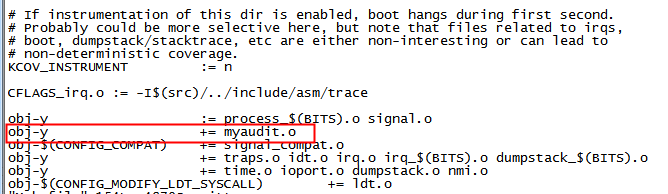 # If instrumentation of this dir is enabled, boot hangs during first second.
# Probably could be more selective here, but note that files related to irqs,
# boot, dumpstack/stacktrace, etc are either non-interesting or can lead to
# non-deterministic coverage.
KCOV_INSTRUMENT := n
CFLAGS_irq.o := -I$(src)/../include/asm/trace
obj-y := process_$(BITS).o signal.o
obj-y += myaudit.o
obj-$(CONFIG_COMPAT) += signal_compat.o
obj-y += traps.o idt.o irq.o irq_$(BITS).o dumpstack_$(BITS).o
obj-y += time.o ioport.o dumpstack.o nmi.o
obj-$(CONFIG_MODIFY_LDT_SYSCALL) += ldt.o